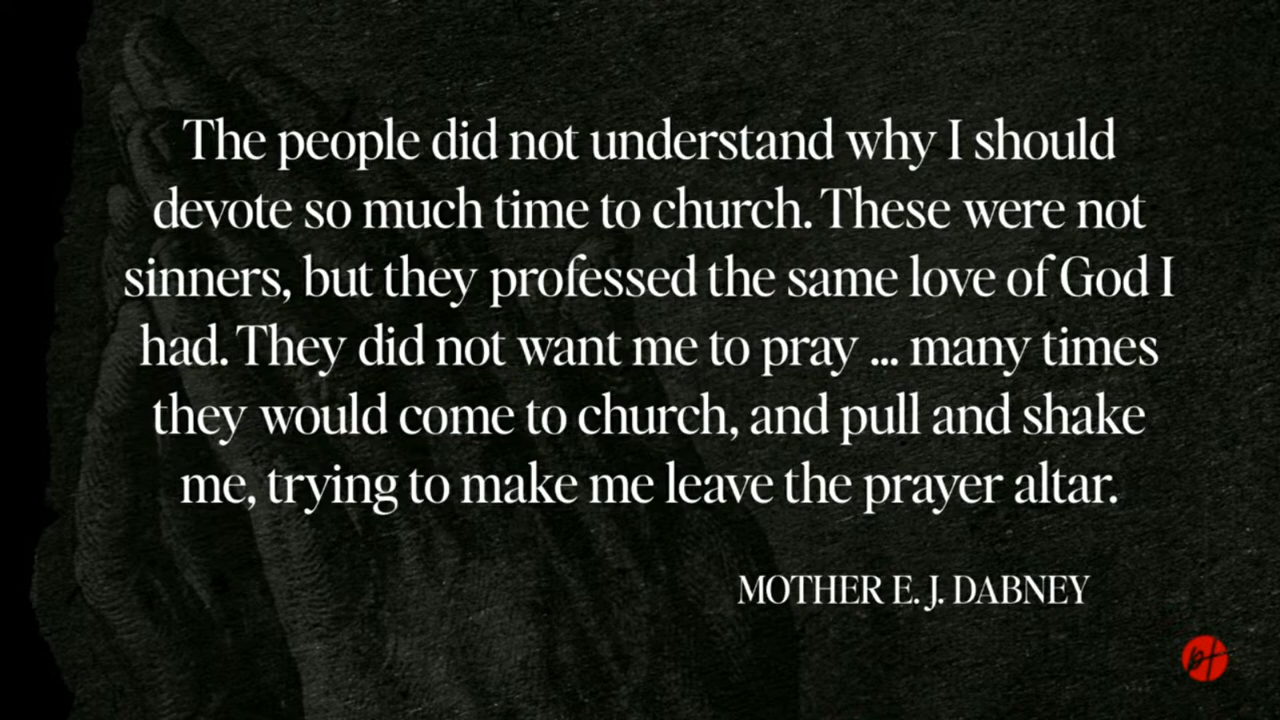 The people did not understand why I should
devote so much time to church. These were not
sinners, but they professed the same love of God I
had. They did not want me to pray ... many times
they would come to church, and pull and shake
me, trying to make me leave the prayer altar.
MOTHER E. J. DABNEY